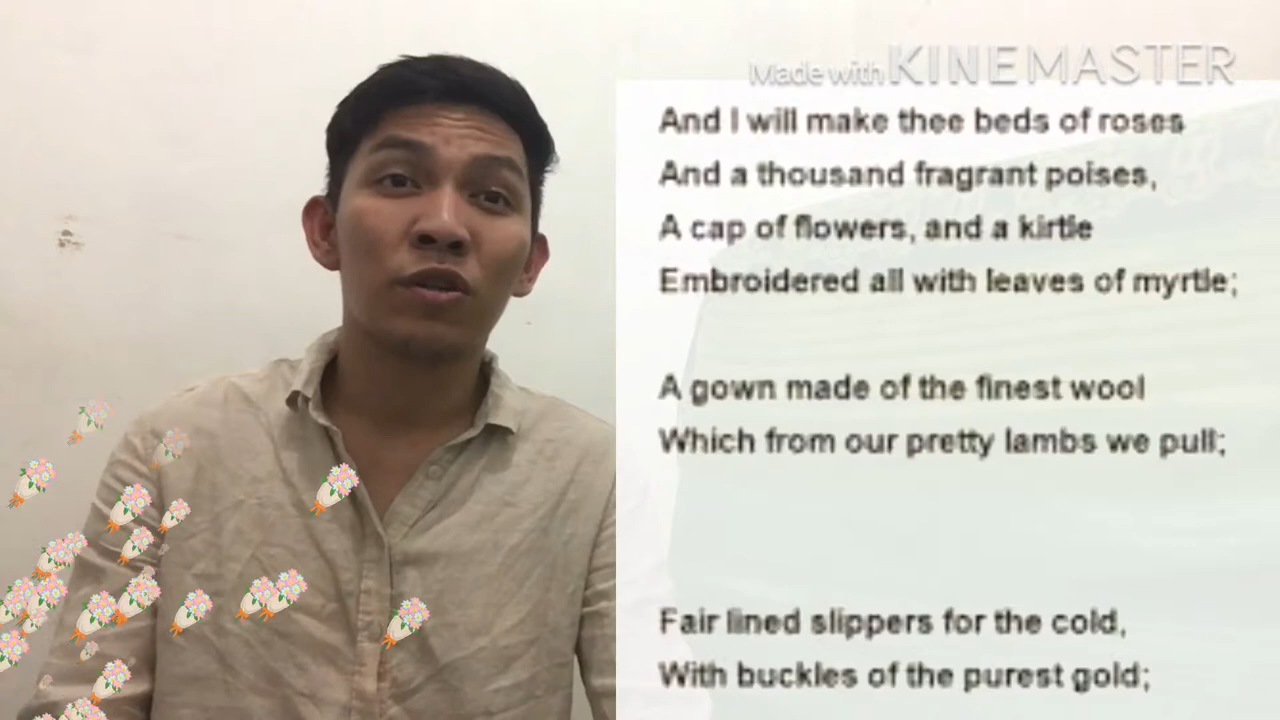 Made with KINEMASTER
And I will make thee beds of roses
And a thousand fragrant poises,
A cap of flowers, and a kirtle
Embroidered all with leaves of myrtle;
A gown made of the finest wool
Which from our pretty lambs we pull;
Fair lined slippers for the cold,
With buckles of the purest gold;